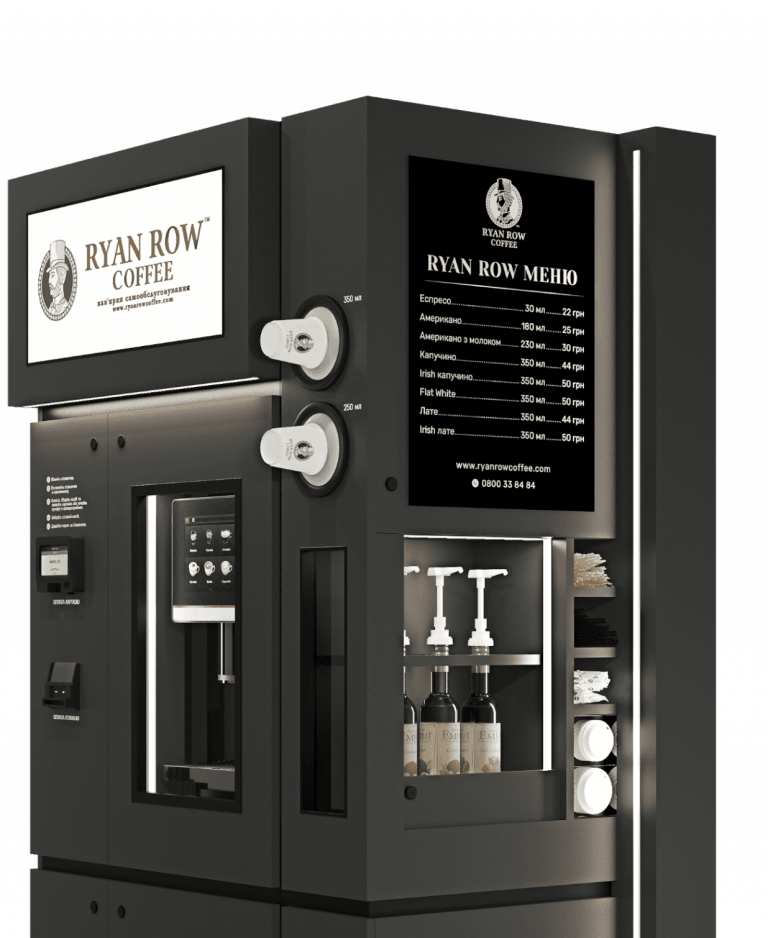 RYAN ROW™
COFFEE
кав'ярня самообслуговування
www.ryanrowcoffee.com
350 мл
250 мл
RYAN ROW
COFFEE
RYAN ROW МЕНЮ
Еспресо 30 мл 22 грн
Американо 180 мл 25 грн
Американо з молоком 230 мл 30 грн
Капучино 350 мл 44 грн
Irish капучино 350 мл 50 грн
Flat White 350 мл 50 грн
Лате 350 мл 44 грн
Irish лате 350 мл 50 грн
www.ryanrowcoffee.com
0800 33 84 84
ОПЛАТА КАРТКОЮ